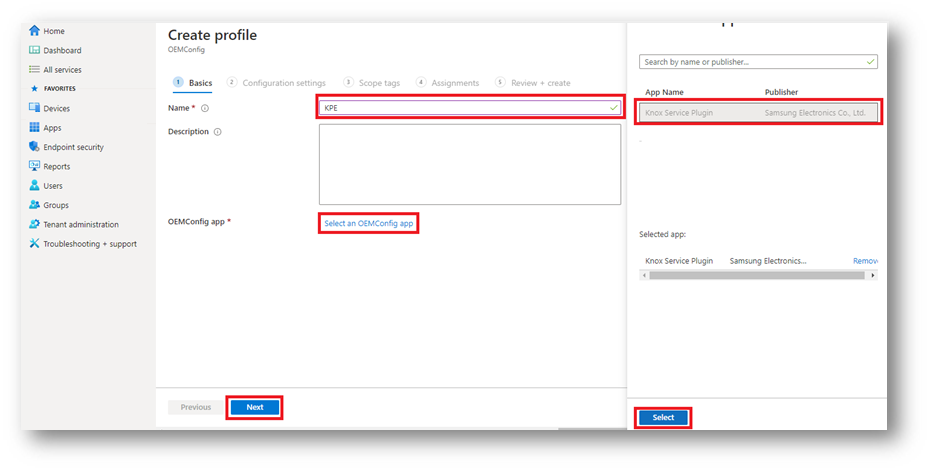 Home
Dashboard
All services
FAVORITES
Devices
Apps
Endpoint security
Reports
Users
Groups
Tenant administration
Troubleshooting + support
Create profile
OEMConfig
1 Basics 2 Configuration settings 3 Scope tags 4 Assignments 5 Review + create
Name * KPE
Description
OEMConfig app * Select an OEMConfig app
Previous Next
Search by name or publisher...
App Name Publisher
Knox Service Plugin Samsung Electronics Co., Ltd.
Selected app:
Knox Service Plugin Samsung Electronics... Remov
Select